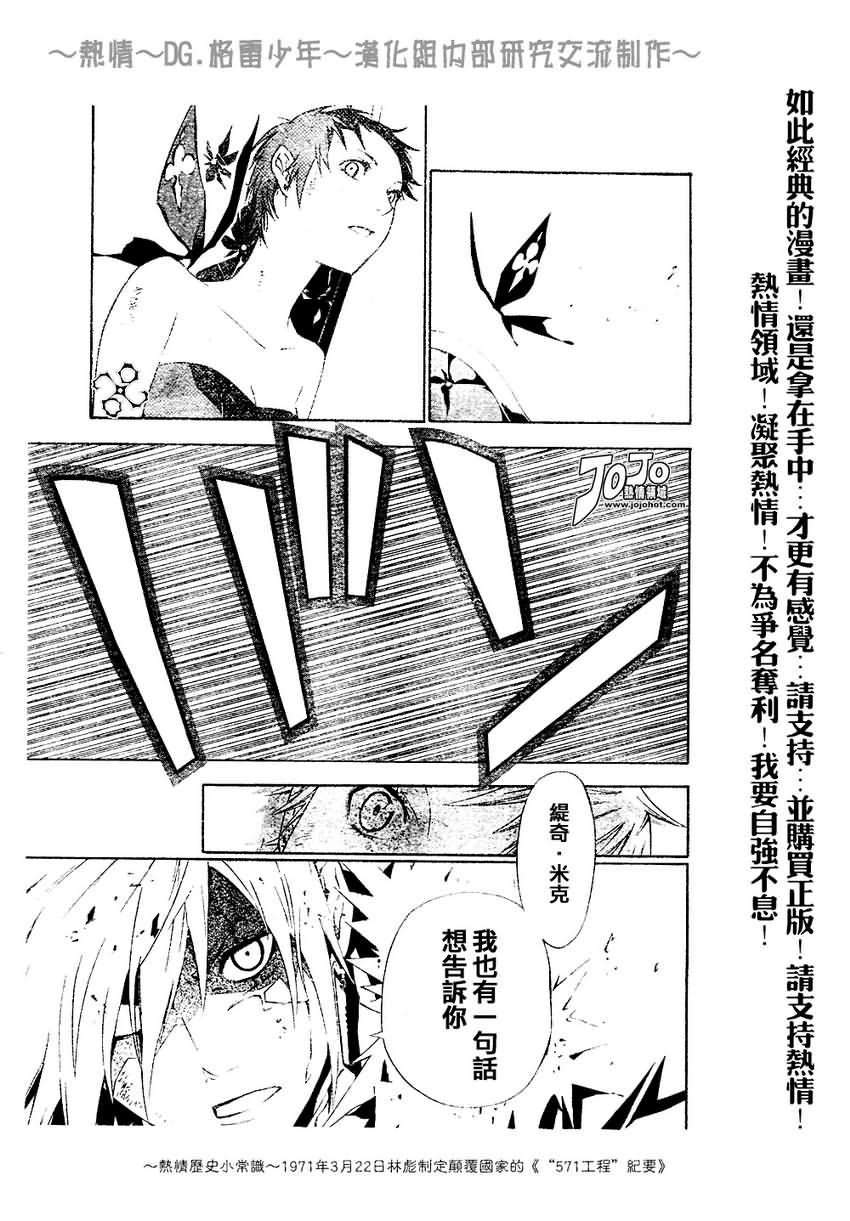 ～熱情～DG.格雷少年～漢化組內部研究交流制作～
如此經典的漫畫！還是拿在手中…才更有感覺…請支持…並購買正版！請支持熱情！
熱情領域！凝聚熱情！不為爭名奪利！我要自強不息！
JOJO
熱情領域
www.jojohot.com
バン
緹奇·米克
我也有一句話
想告訴你
～熱情歷史小常識～1971年3月22日林彪制定顛覆國家的《“571工程”紀要》